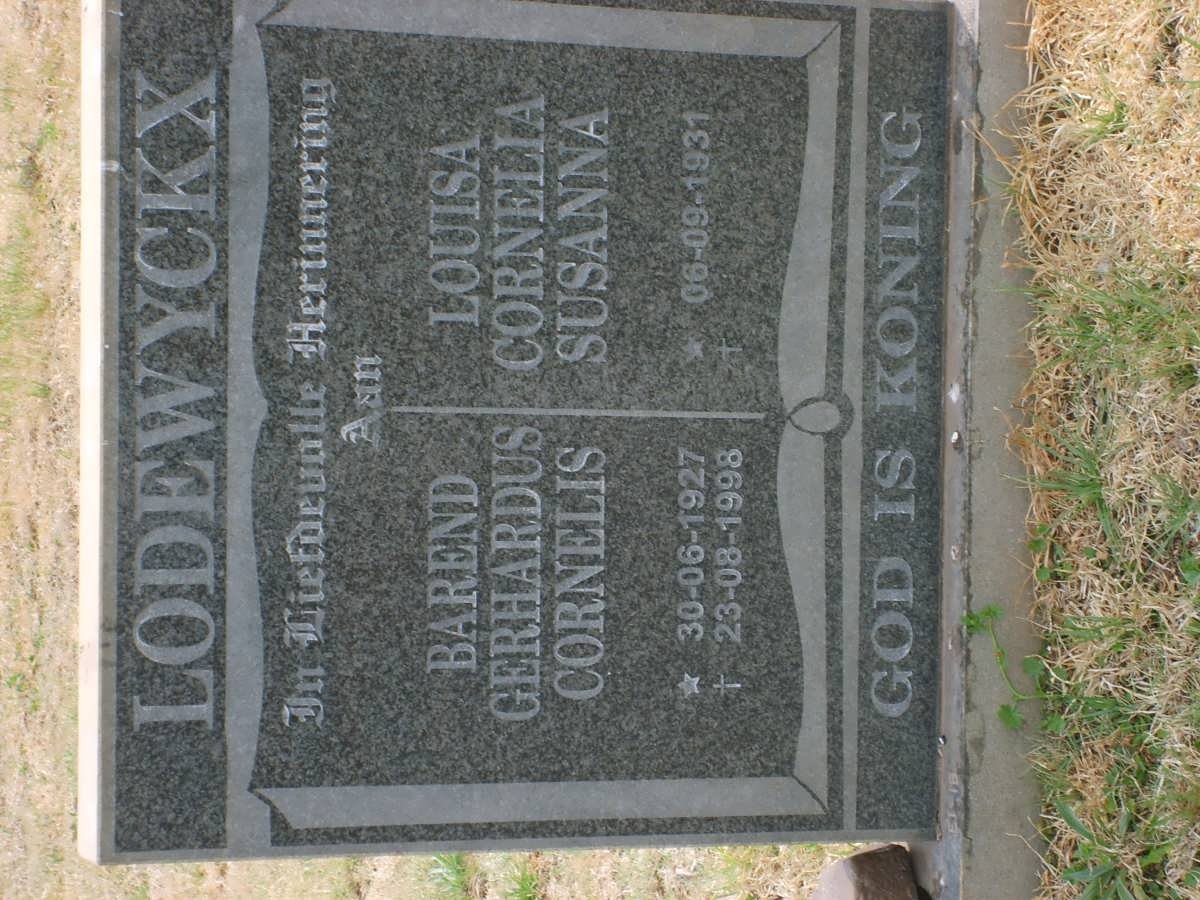 LODEWYCKX
In Liefdevolle Herinnering
Aan
BAREND
GERHARDUS
CORNELIS
* 30-06-1927
† 23-08-1998
LOUISA
CORNELIA
SUSANNA
* 06-09-1931
†
GOD IS KONING